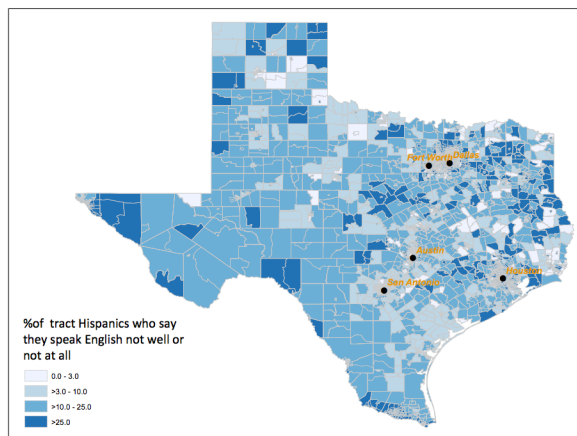 Fort Worth Dallas
Austin
San Antonio
Houston
%of tract Hispanics who say
they speak English not well or
not at all
0.0 - 3.0
>3.0 - 10.0
>10.0 - 25.0
>25.0